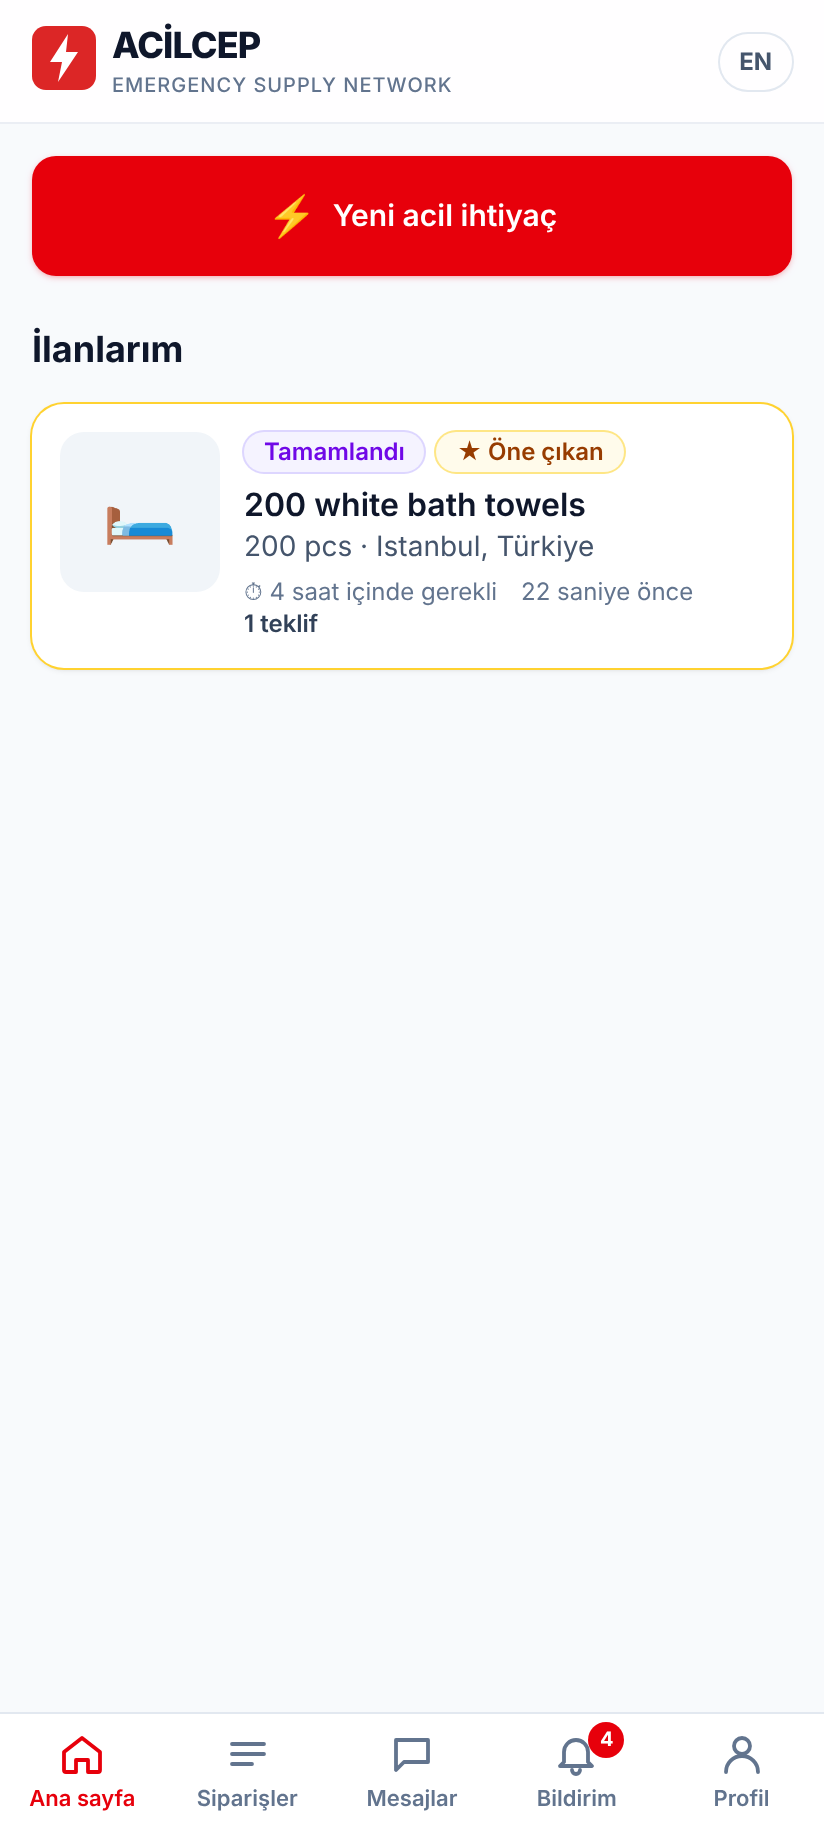 ACİLCEP
EMERGENCY SUPPLY NETWORK
EN
⚡ Yeni acil ihtiyaç
İlanlarım
Tamamlandı
★ Öne çıkan
200 white bath towels
200 pcs · Istanbul, Türkiye
⏱ 4 saat içinde gerekli 22 saniye önce
1 teklif
4
Ana sayfa
Siparişler
Mesajlar
Bildirim
Profil